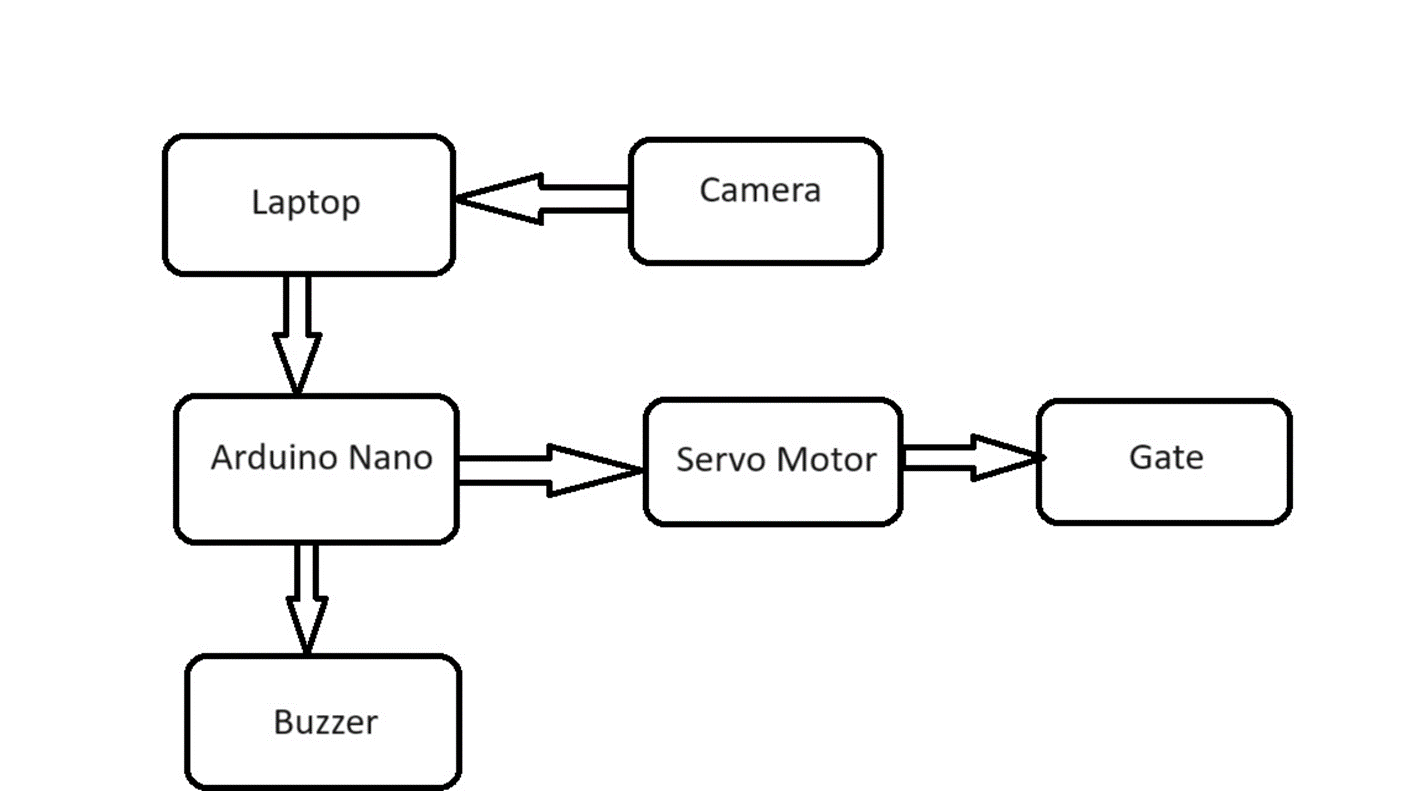 Laptop
Camera
Arduino Nano
Servo Motor
Gate
Buzzer